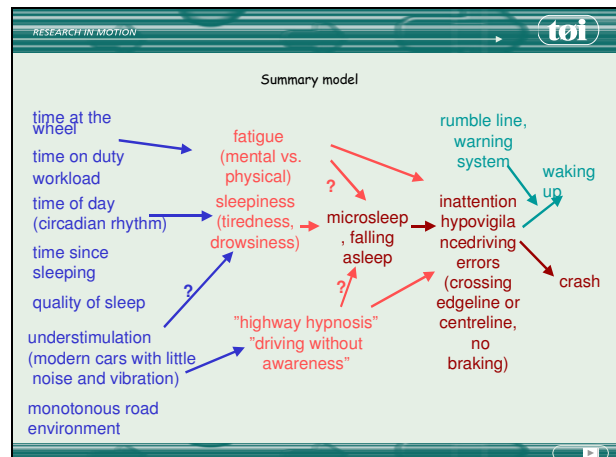 RESEARCH IN MOTION
tøi
Summary model
time at the
wheel
time on duty
workload
time of day
(circadian rhythm)
time since
sleeping
quality of sleep
understimulation
(modern cars with little
noise and vibration)
monotonous road
environment
?
fatigue
(mental vs.
physical)
sleepiness
(tiredness,
drowsiness)
?
microsleep
, falling
asleep
?
"highway hypnosis"
"driving without
awareness"
rumble line,
warning
system
waking
up
inattention
hypovigila
ncedriving
errors
(crossing
edgeline or
centreline,
no
braking)
crash